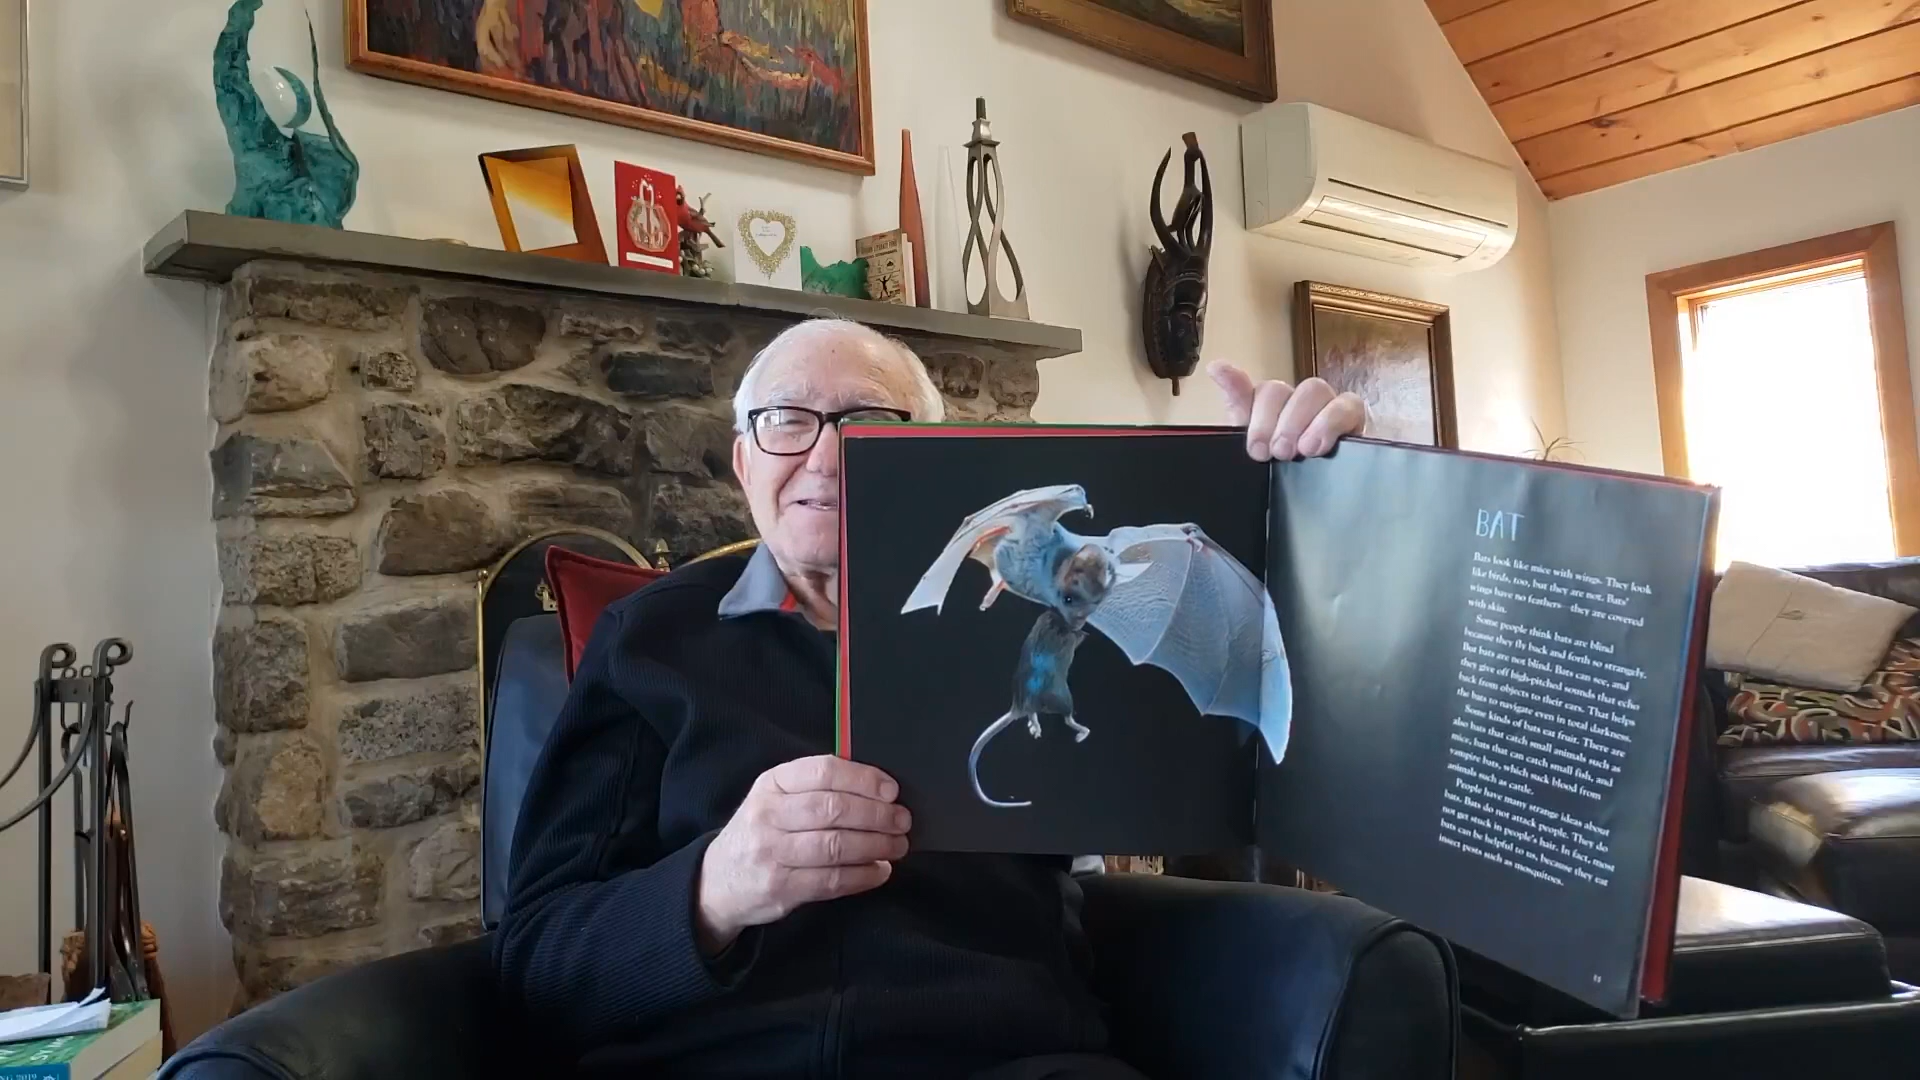 BAT
Bats look like mice with wings. They look
like birds, too, but they are not. Bats'
wings have no feathers—they are covered
with skin.
Some people think bats are blind
because they fly back and forth so strangely.
But bats are not blind. Bats can see, and
they give off high-pitched sounds that echo
back from objects to their ears. That helps
the bats to navigate even in total darkness.
Some kinds of bats eat fruit. There are
also bats that catch small animals such as
mice, bats that can catch small fish, and
vampire bats, which suck blood from
animals such as cattle.
People have many strange ideas about
bats. Bats do not attack people. They do
not get stuck in people's hair. In fact, most
bats can be helpful to us, because they eat
insect pests such as mosquitoes.
11